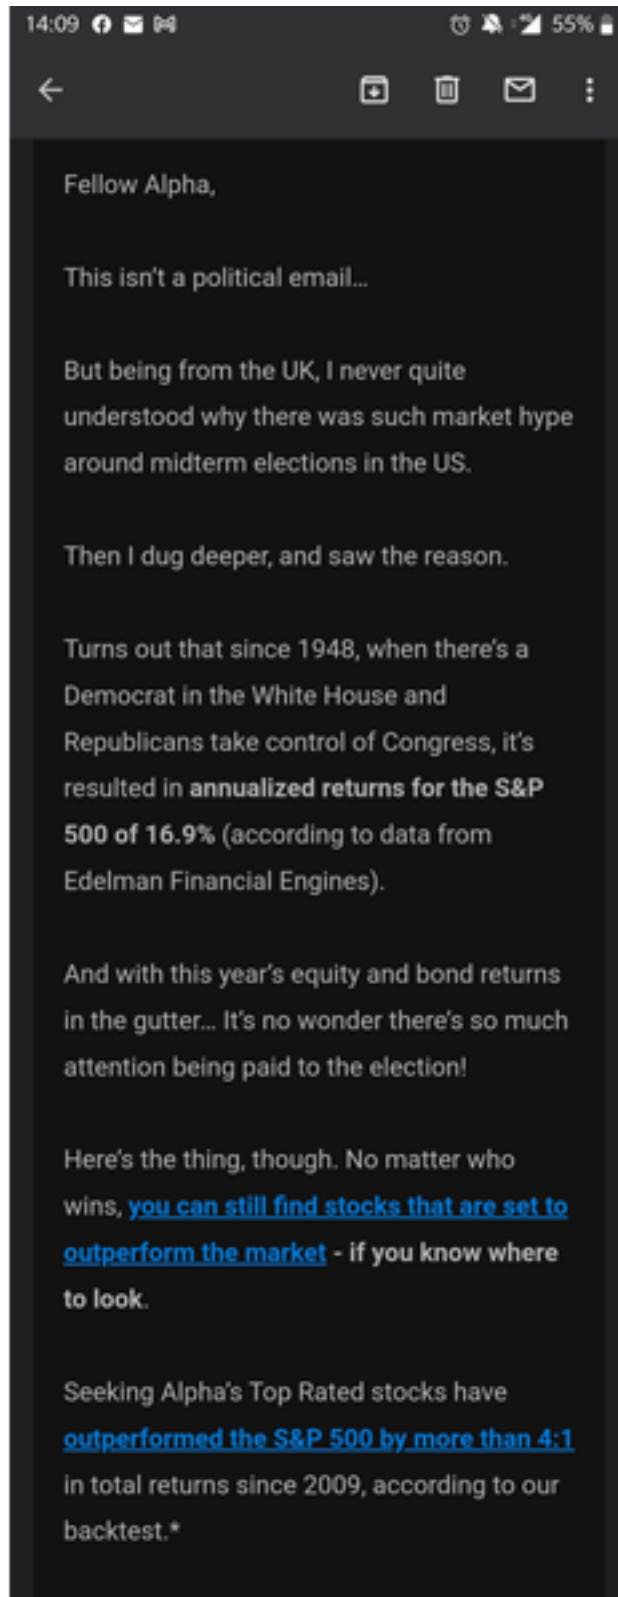 14:09
55%
Fellow Alpha,
This isn't a political email…
But being from the UK, I never quite
understood why there was such market hype
around midterm elections in the US.
Then I dug deeper, and saw the reason.
Turns out that since 1948, when there's a
Democrat in the White House and
Republicans take control of Congress, it's
resulted in annualized returns for the S&P
500 of 16.9% (according to data from
Edelman Financial Engines).
And with this year's equity and bond returns
in the gutter… It's no wonder there's so much
attention being paid to the election!
Here's the thing, though. No matter who
wins, you can still find stocks that are set to
outperform the market - if you know where
to look.
Seeking Alpha's Top Rated stocks have
outperformed the S&P 500 by more than 4:1
in total returns since 2009, according to our
backtest.*